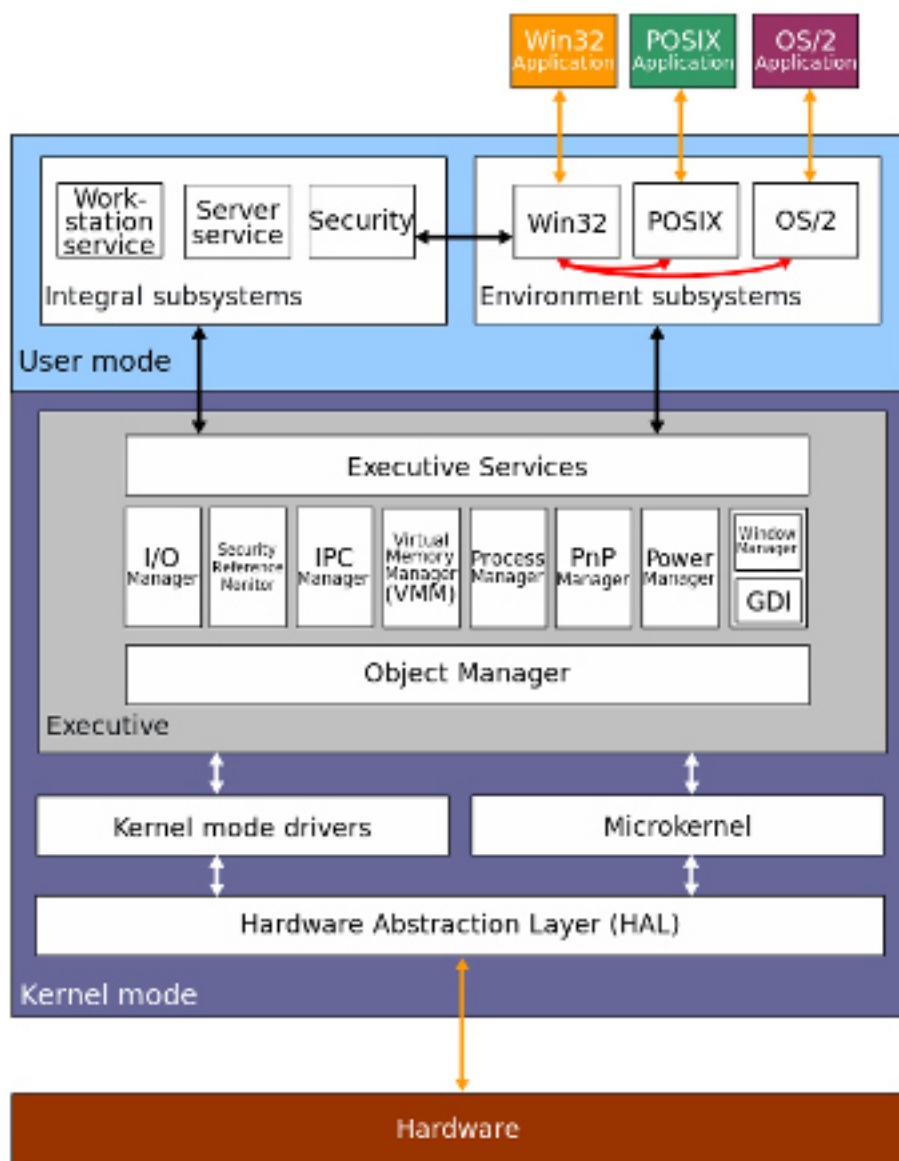 Win32
Application
POSIX
Application
OS/2
Application
Work-
station
service
Server
service
Security
Integral subsystems
Win32
POSIX
OS/2
Environment subsystems
User mode
Executive Services
I/O
Manager
Security
Reference
Monitor
IPC
Manager
Virtual
Memory
Manager
(VMM)
Process
Manager
PnP
Manager
Power
Manager
Window
Manager
GDI
Object Manager
Executive
Kernel mode drivers
Microkernel
Hardware Abstraction Layer (HAL)
Kernel mode
Hardware